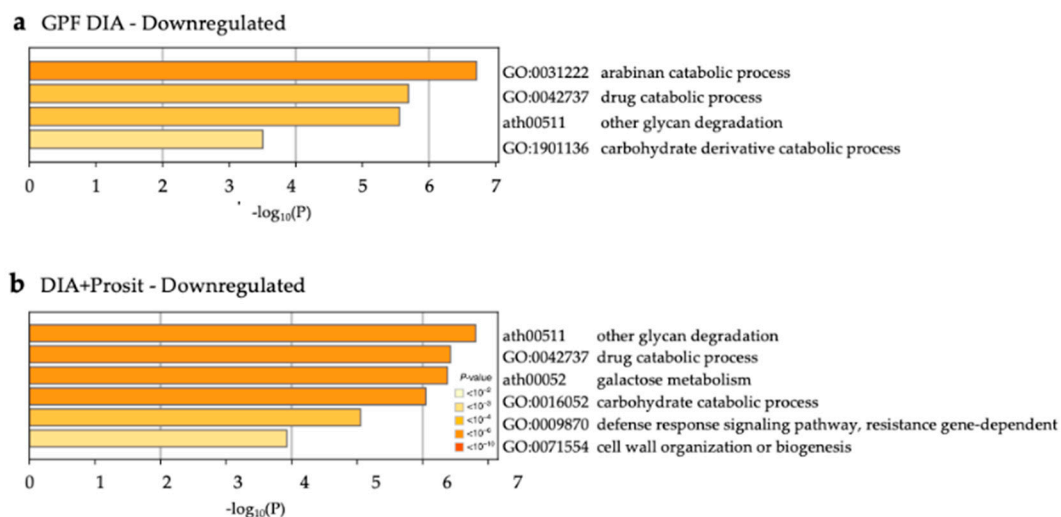 a GPF DIA - Downregulated
GO:0031222 arabinan catabolic process
GO:0042737 drug catabolic process
ath00511 other glycan degradation
GO:1901136 carbohydrate derivative catabolic process
0 1 2 3 4 5 6 7
-log10(P)
b DIA+Prosit - Downregulated
ath00511 other glycan degradation
GO:0042737 drug catabolic process
ath00052 galactose metabolism
GO:0016052 carbohydrate catabolic process
GO:0009870 defense response signaling pathway, resistance gene-dependent
GO:0071554 cell wall organization or biogenesis
P-value
<10-2
<10-3
<10-4
<10-6
<10-10
0 1 2 3 4 5 6 7
-log10(P)